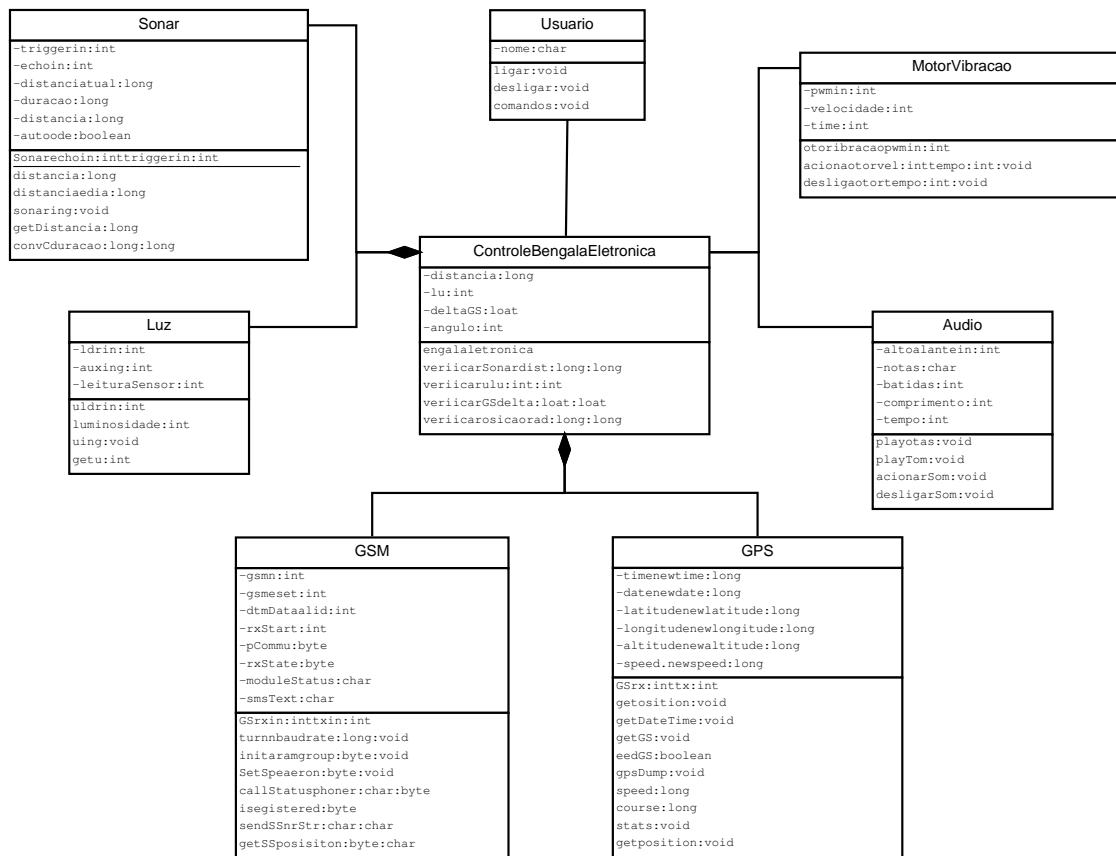 Sonar
-triggerin:int
-echoin:int
-distanciatual:long
-duracao:long
-distancia:long
-autoode:boolean
Sonarechoin:inttriggerin:int
distancia:long
distanciaedia:long
sonaring:void
getDistancia:long
convCduracao:long:long
Usuario
-nome:char
ligar:void
desligar:void
comandos:void
MotorVibracao
-pwmin:int
-velocidade:int
-time:int
otoribracaopwmin:int
acionaotorvel:inttempo:int:void
desligaotortempo:int:void
ControleBengalaEletronica
-distancia:long
-lu:int
-deltaGS:loat
-angulo:int
engalaletronica
veriicarSonardist:long:long
veriicarulu:int:int
veriicarGSdelta:loat:loat
veriicarosicaorad:long:long
Luz
-ldrin:int
-auxing:int
-leituraSensor:int
uldrin:int
luminosidade:int
uing:void
getu:int
Audio
-altoalantein:int
-notas:char
-batidas:int
-comprimento:int
-tempo:int
playotas:void
playTom:void
acionarSom:void
desligarSom:void
GSM
-gsmn:int
-gsmeset:int
-dtmDataalid:int
-rxStart:int
-pCommu:byte
-rxState:byte
-moduleStatus:char
-smsText:char
GSrxin:inttxin:int
turnnbaudrate:long:void
initaramgroup:byte:void
SetSpeaeron:byte:void
callStatusphoner:char:byte
isegistered:byte
sendSSnrStr:char:char
getSSposisiton:byte:char
GPS
-timenewtime:long
-datenewdate:long
-latitudenewlatitude:long
-longitudenewlongitude:long
-altitudenewaltitude:long
-speed.newspeed:long
GSrx:inttx:int
getosition:void
getDateTime:void
getGS:void
eedGS:boolean
gpsDump:void
speed:long
course:long
stats:void
getposition:void